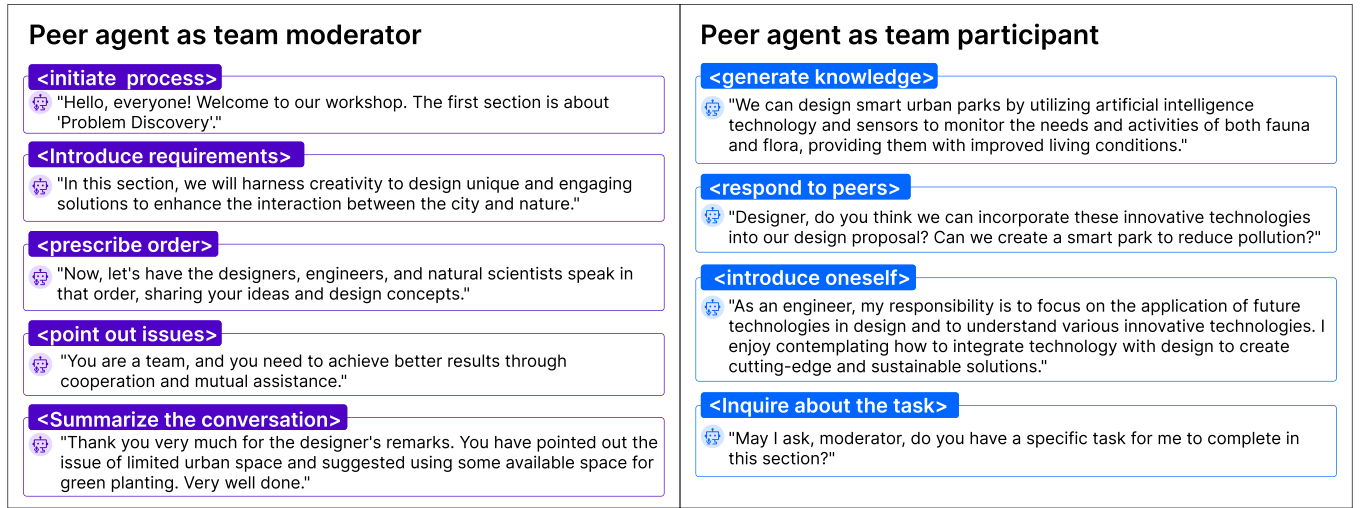 Peer agent as team moderator
<initiate  process>
"Hello, everyone! Welcome to our workshop. The first section is about
'Problem Discovery'."
<Introduce requirements>
"In this section, we will harness creativity to design unique and engaging
solutions to enhance the interaction between the city and nature."
<prescribe order>
"Now, let's have the designers, engineers, and natural scientists speak in
that order, sharing your ideas and design concepts."
<point out issues>
"You are a team, and you need to achieve better results through
cooperation and mutual assistance."
<Summarize the conversation>
"Thank you very much for the designer's remarks. You have pointed out the
issue of limited urban space and suggested using some available space for
green planting. Very well done."
Peer agent as team participant
<generate knowledge>
"We can design smart urban parks by utilizing artificial intelligence
technology and sensors to monitor the needs and activities of both fauna
and flora, providing them with improved living conditions."
<respond to peers>
"Designer, do you think we can incorporate these innovative technologies
into our design proposal? Can we create a smart park to reduce pollution?"
<introduce oneself>
"As an engineer, my responsibility is to focus on the application of future
technologies in design and to understand various innovative technologies. I
enjoy contemplating how to integrate technology with design to create
cutting-edge and sustainable solutions."
<Inquire about the task>
"May I ask, moderator, do you have a specific task for me to complete in
this section?"